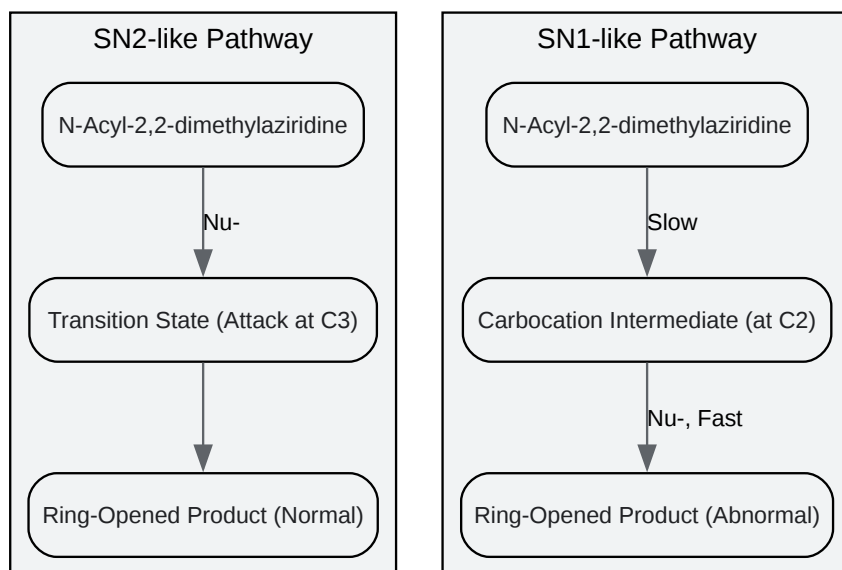 SN2-like Pathway
N-Acyl-2,2-dimethylaziridine
Nu-
Transition State (Attack at C3)
Ring-Opened Product (Normal)
SN1-like Pathway
N-Acyl-2,2-dimethylaziridine
Slow
Carbocation Intermediate (at C2)
Nu-, Fast
Ring-Opened Product (Abnormal)